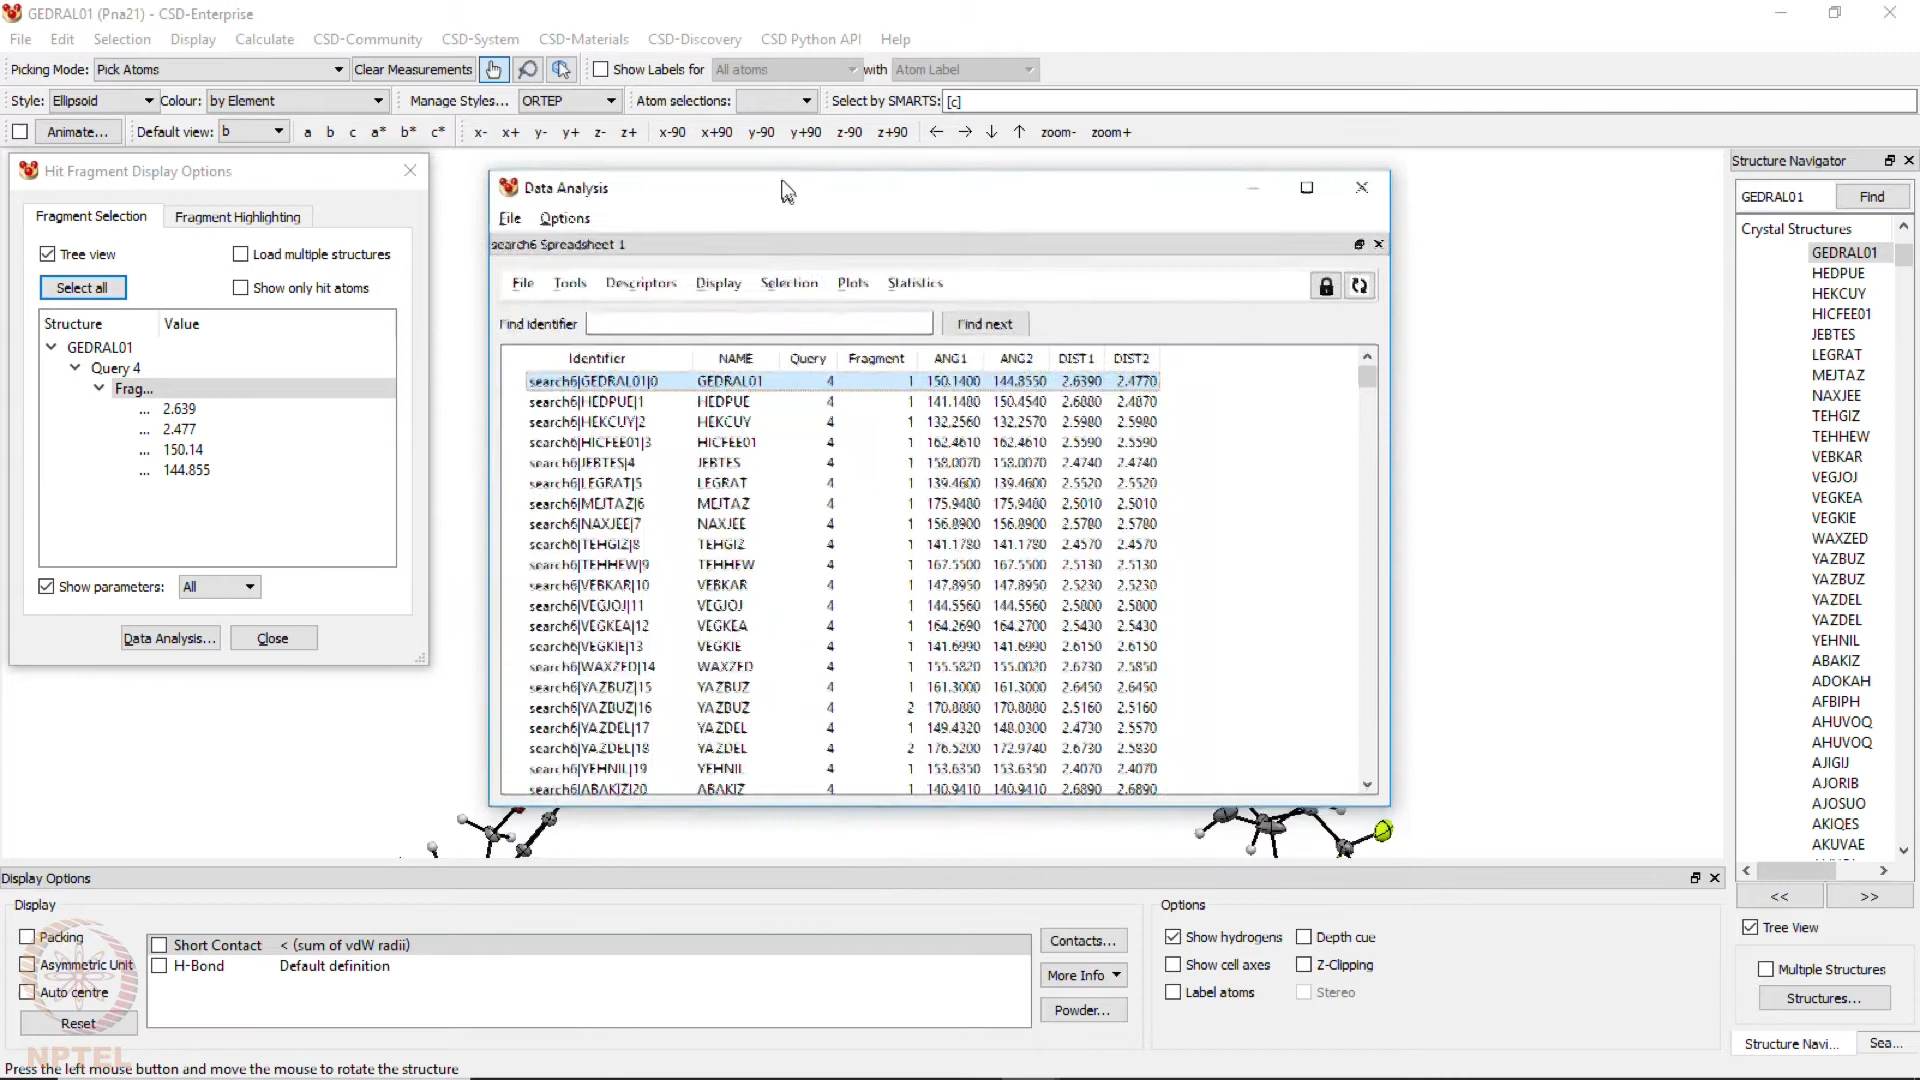 GEDRAL01 (Pna21) - CSD-Enterprise
File Edit Selection Display Calculate CSD-Community CSD-System CSD-Materials CSD-Discovery CSD Python API Help
Picking Mode: Pick Atoms Clear Measurements Show Labels for All atoms with Atom Label
Style: Ellipsoid Colour: by Element Manage Styles... ORTEP Atom selections: Select by SMARTS: [c]
Animate... Default view: b a b c a* b* c* x- x+ y- y+ z- z+ x-90 x+90 y-90 y+90 z-90 z+90 zoom- zoom+
Hit Fragment Display Options
Fragment Selection Fragment Highlighting
Tree view Load multiple structures
Select all Show only hit atoms
Structure Value
GEDRAL01
Query 4
Frag...
... 2.639
... 2.477
... 150.14
... 144.855
Show parameters: All
Data Analysis... Close
Data Analysis
File Options
search6 Spreadsheet 1
File Tools Descriptors Display Selection Plots Statistics
Find identifier Find next
Identifier NAME Query Fragment ANG1 ANG2 DIST1 DIST2
search6|GEDRAL01|0 GEDRAL01 4 1 150.1400 144.8550 2.6390 2.4770
search6|HEDPUE|1 HEDPUE 4 1 141.1480 150.4540 2.6880 2.4870
search6|HEKCUY|2 HEKCUY 4 1 132.2560 132.2570 2.5980 2.5980
search6|HICFEE01|3 HICFEE01 4 1 162.4610 162.4610 2.5590 2.5590
search6|JEBTES|4 JEBTES 4 1 158.0070 158.0070 2.4740 2.4740
search6|LEGRAT|5 LEGRAT 4 1 139.4600 139.4600 2.5520 2.5520
search6|MEJTAZ|6 MEJTAZ 4 1 175.9480 175.9480 2.5010 2.5010
search6|NAXJEE|7 NAXJEE 4 1 156.8900 156.8900 2.5780 2.5780
search6|TEHGIZ|8 TEHGIZ 4 1 141.1780 141.1780 2.4570 2.4570
search6|TEHHEW|9 TEHHEW 4 1 167.5500 167.5500 2.5130 2.5130
search6|VEBKAR|10 VEBKAR 4 1 147.8950 147.8950 2.5230 2.5230
search6|VEGJOJ|11 VEGJOJ 4 1 144.5560 144.5560 2.5800 2.5800
search6|VEGKEA|12 VEGKEA 4 1 164.2690 164.2700 2.5430 2.5430
search6|VEGKIE|13 VEGKIE 4 1 141.6990 141.6990 2.6150 2.6150
search6|WAXZED|14 WAXZED 4 1 155.5820 155.0020 2.6730 2.5850
search6|YAZBUZ|15 YAZBUZ 4 1 161.3000 161.3000 2.6450 2.6450
search6|YAZBUZ|16 YAZBUZ 4 2 170.8880 170.8880 2.5160 2.5160
search6|YAZDEL|17 YAZDEL 4 1 149.4320 148.0300 2.4730 2.5570
search6|YAZDEL|18 YAZDEL 4 2 176.5200 172.9740 2.6730 2.5830
search6|YEHNIL|19 YEHNIL 4 1 153.6350 153.6350 2.4070 2.4070
search6|ABAKIZ|20 ABAKIZ 4 1 140.9410 140.9410 2.6890 2.6890
Structure Navigator
GEDRAL01 Find
Crystal Structures
GEDRAL01
HEDPUE
HEKCUY
HICFEE01
JEBTES
LEGRAT
MEJTAZ
NAXJEE
TEHGIZ
TEHHEW
VEBKAR
VEGJOJ
VEGKEA
VEGKIE
WAXZED
YAZBUZ
YAZBUZ
YAZDEL
YAZDEL
YEHNIL
ABAKIZ
ADOKAH
AFBIPH
AHUVOQ
AHUVOQ
AJIGIJ
AJORIB
AJOSUO
AKIQES
AKUVAE
<< >>
Tree View
Multiple Structures
Structures...
Structure Navi... Sea...
Display Options
Display
Packing
Asymmetric Unit
Auto centre
Reset
Short Contact < (sum of vdW radii)
H-Bond Default definition
Contacts...
More Info
Powder...
Options
Show hydrogens Depth cue
Show cell axes Z-Clipping
Label atoms Stereo
NPTEL
Press the left mouse button and move the mouse to rotate the structure